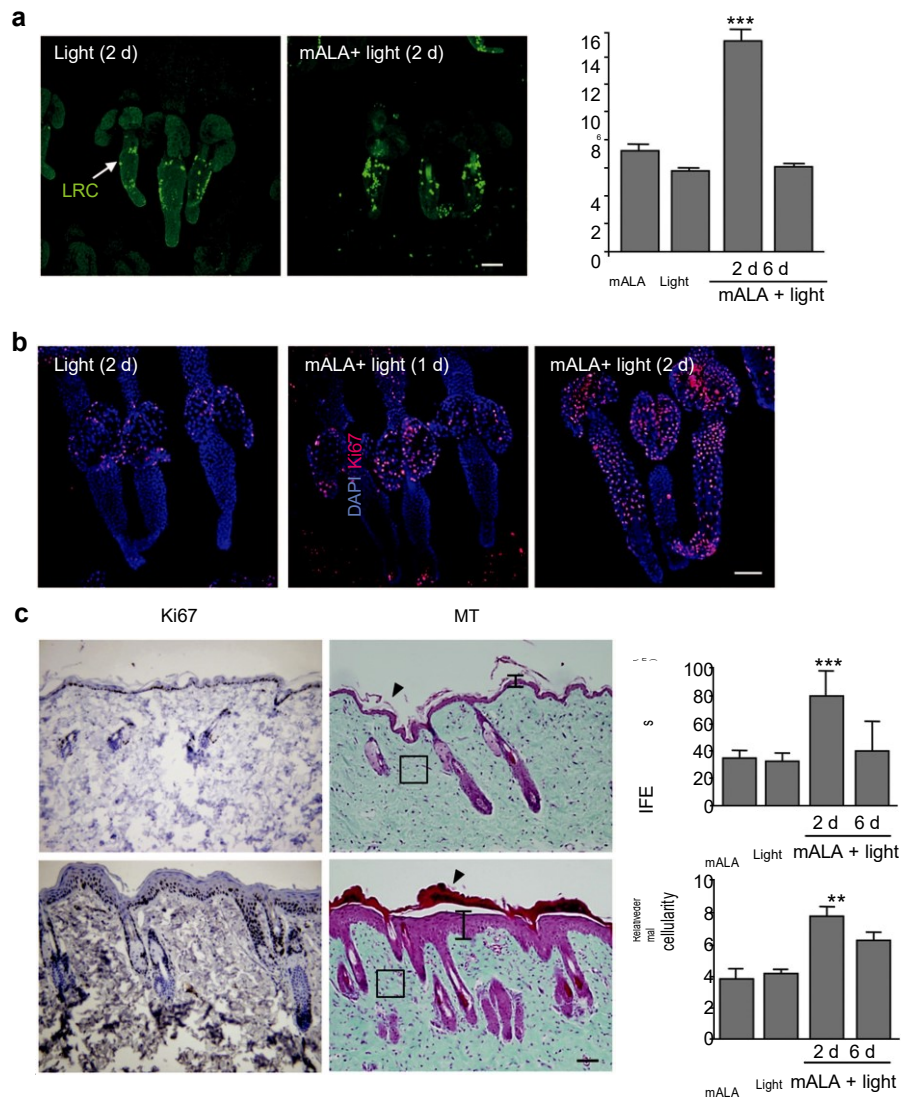 a
Light (2 d)
mALA+ light (2 d)
LRC
***
16
14
12
10
6
8
4
2
0
mALA Light
2 d 6 d
mALA + light
b
Light (2 d)
mALA+ light (1 d)
mALA+ light (2 d)
DAPI Ki67
c
Ki67
MT
***
100
80
60
40
20
0
s
IFE
2 d 6 d
mALA Light
mALA + light
**
10
8
6
4
2
0
Relativeder
mal
cellularity
2 d 6 d
mALA Light
mALA + light